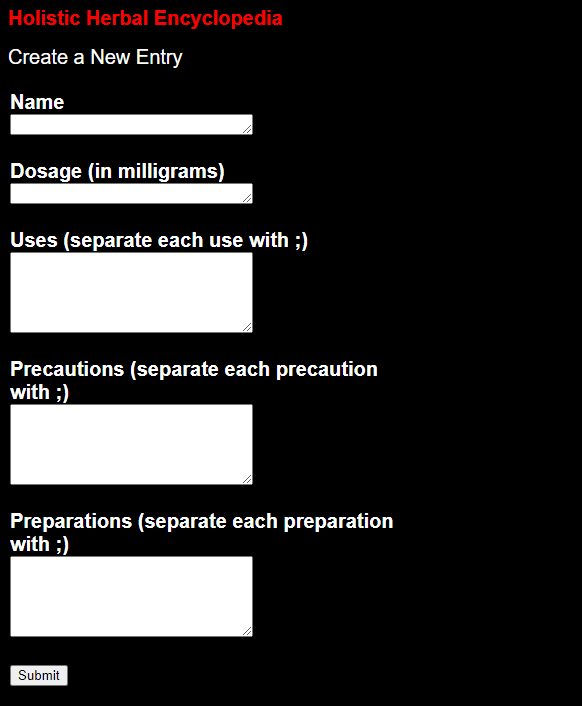 Holistic Herbal Encyclopedia
Create a New Entry
Name
Dosage (in milligrams)
Uses (separate each use with ;)
Precautions (separate each precaution
with ;)
Preparations (separate each preparation
with ;)
Submit